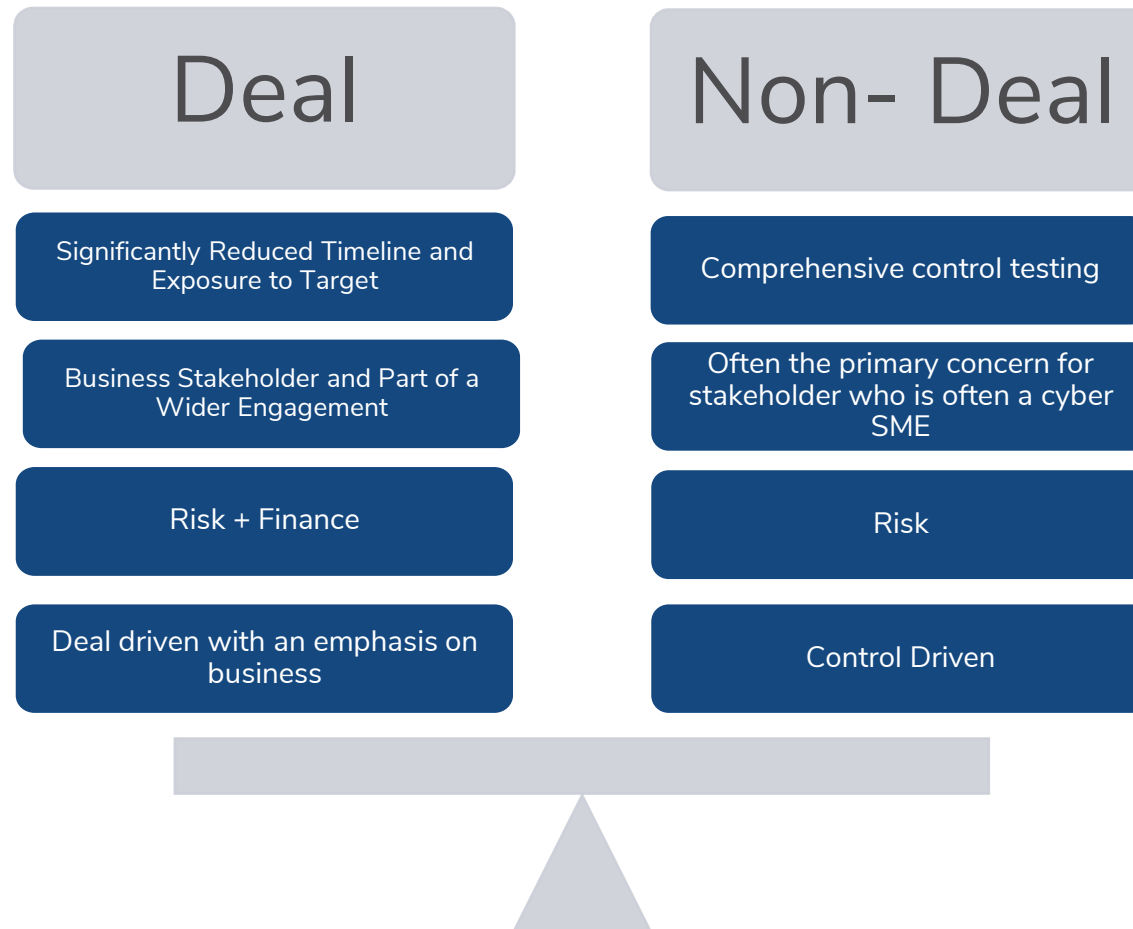 Deal
Significantly Reduced Timeline and
Exposure to Target
Business Stakeholder and Part of a
Wider Engagement
Risk + Finance
Deal driven with an emphasis on
business
Non- Deal
Comprehensive control testing
Often the primary concern for
stakeholder who is often a cyber
SME
Risk
Control Driven